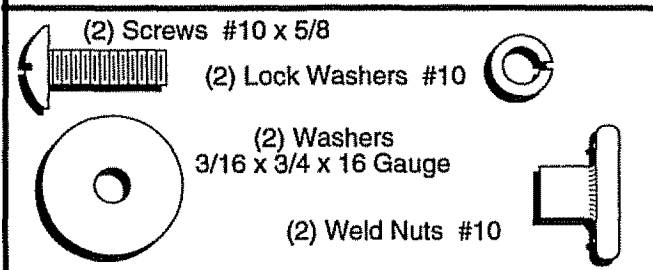 (2) Screws #10 x 5/8
(2) Lock Washers #10
(2) Washers
3/16 x 3/4 x 16 Gauge
(2) Weld Nuts #10